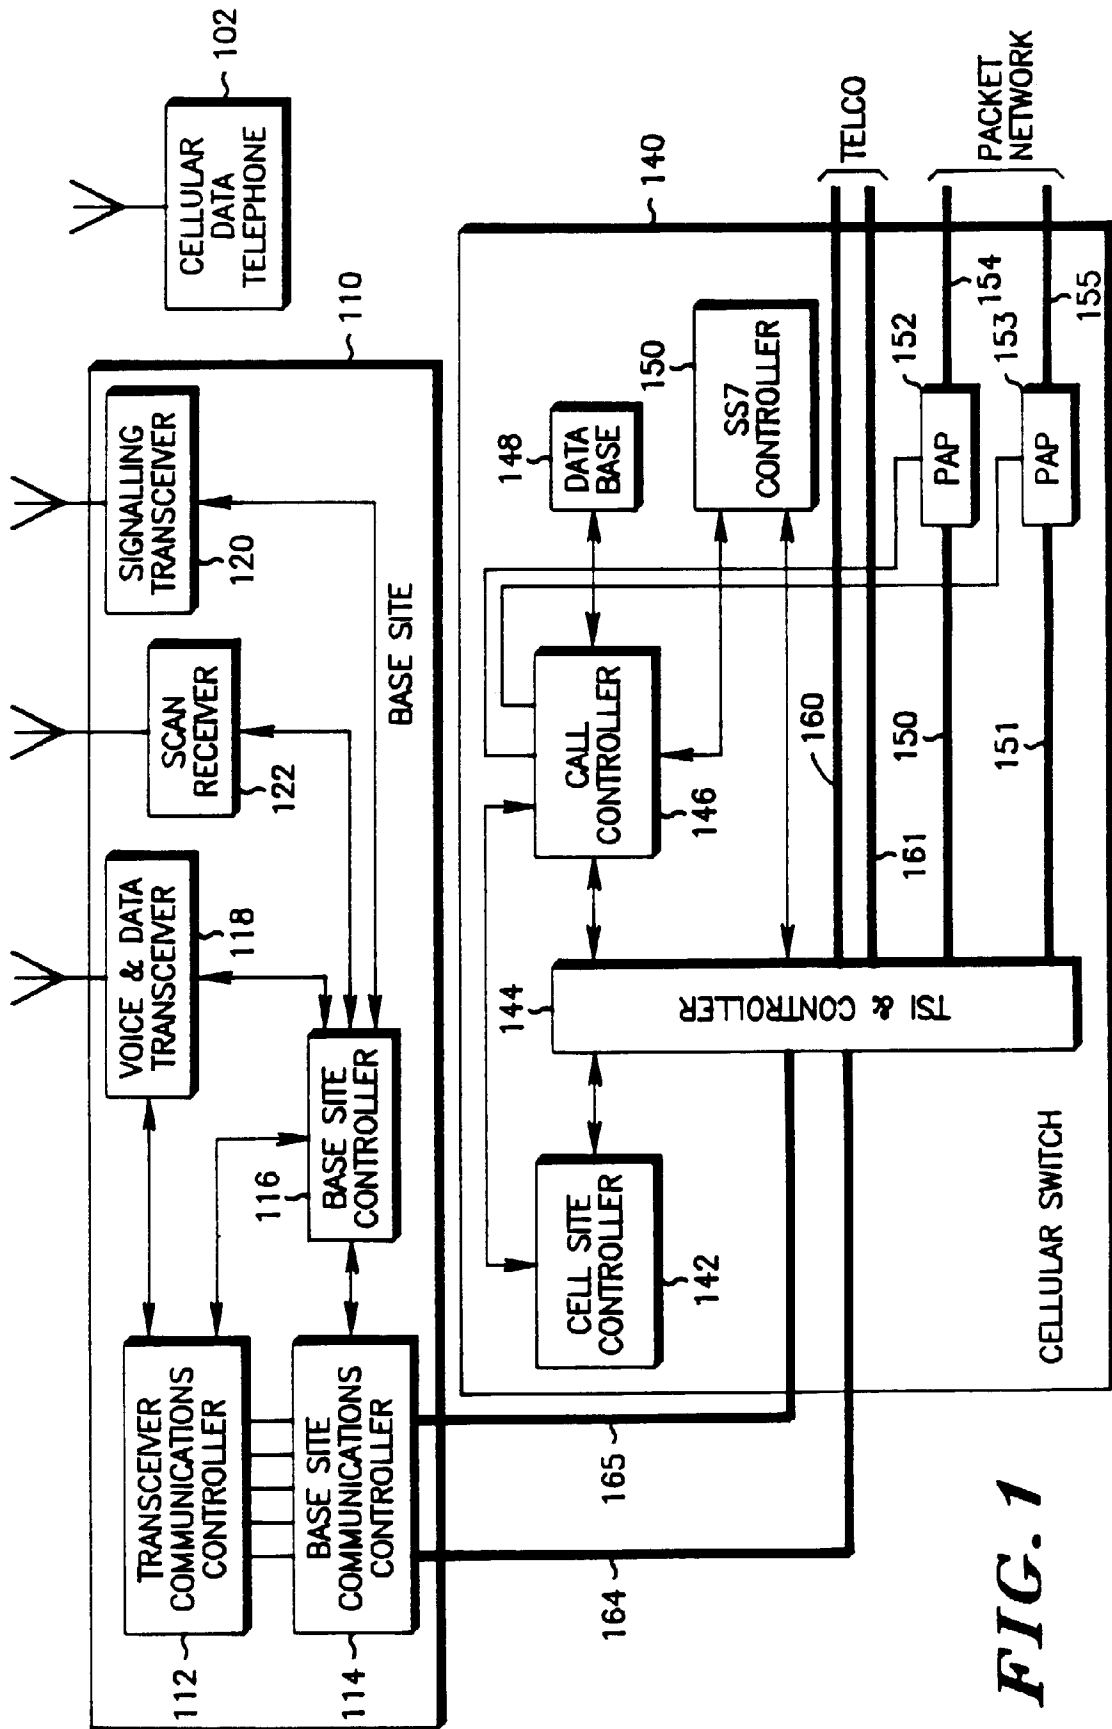 CELLULAR
DATA
TELEPHONE
102
110
SIGNALLING
TRANSCEIVER
120
SCAN
RECEIVER
122
VOICE & DATA
TRANSCEIVER
118
BASE SITE
BASE SITE
CONTROLLER
116
TRANSCEIVER
COMMUNICATIONS
CONTROLLER
112
BASE SITE
COMMUNICATIONS
CONTROLLER
114
164
165
140
CELL SITE
CONTROLLER
142
TSI & CONTROLLER
144
CALL
CONTROLLER
146
DATA
BASE
148
SS7
CONTROLLER
150
TELCO
160
161
PACKET
NETWORK
PAP
152
154
150
PAP
153
155
151
CELLULAR SWITCH
FIG. 1